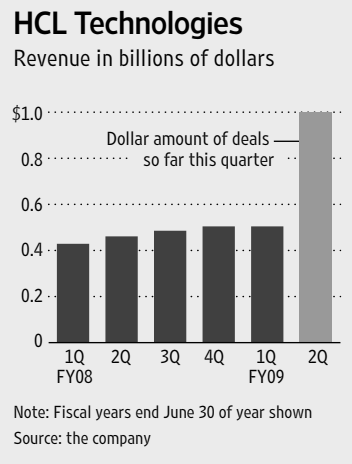 HCL Technologies
Revenue in billions of dollars
$1.0
Dollar amount of deals
so far this quarter
0.8
0.6
0.4
0.2
0
1Q 2Q 3Q 4Q 1Q 2Q
FY08 FY09
Note: Fiscal years end June 30 of year shown
Source: the company